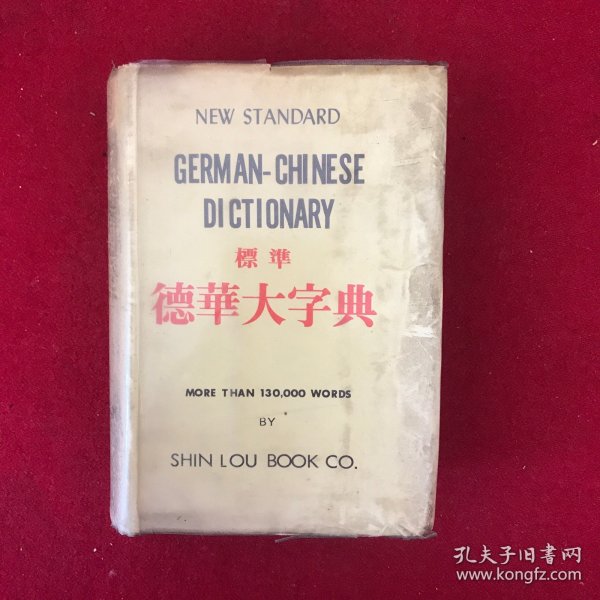 NEW STANDARD
GERMAN-CHINESE
DICTIONARY
標準
德華大字典
MORE THAN 130,000 WORDS
BY
SHIN LOU BOOK CO.
孔夫子旧书网
www.kongfz.com